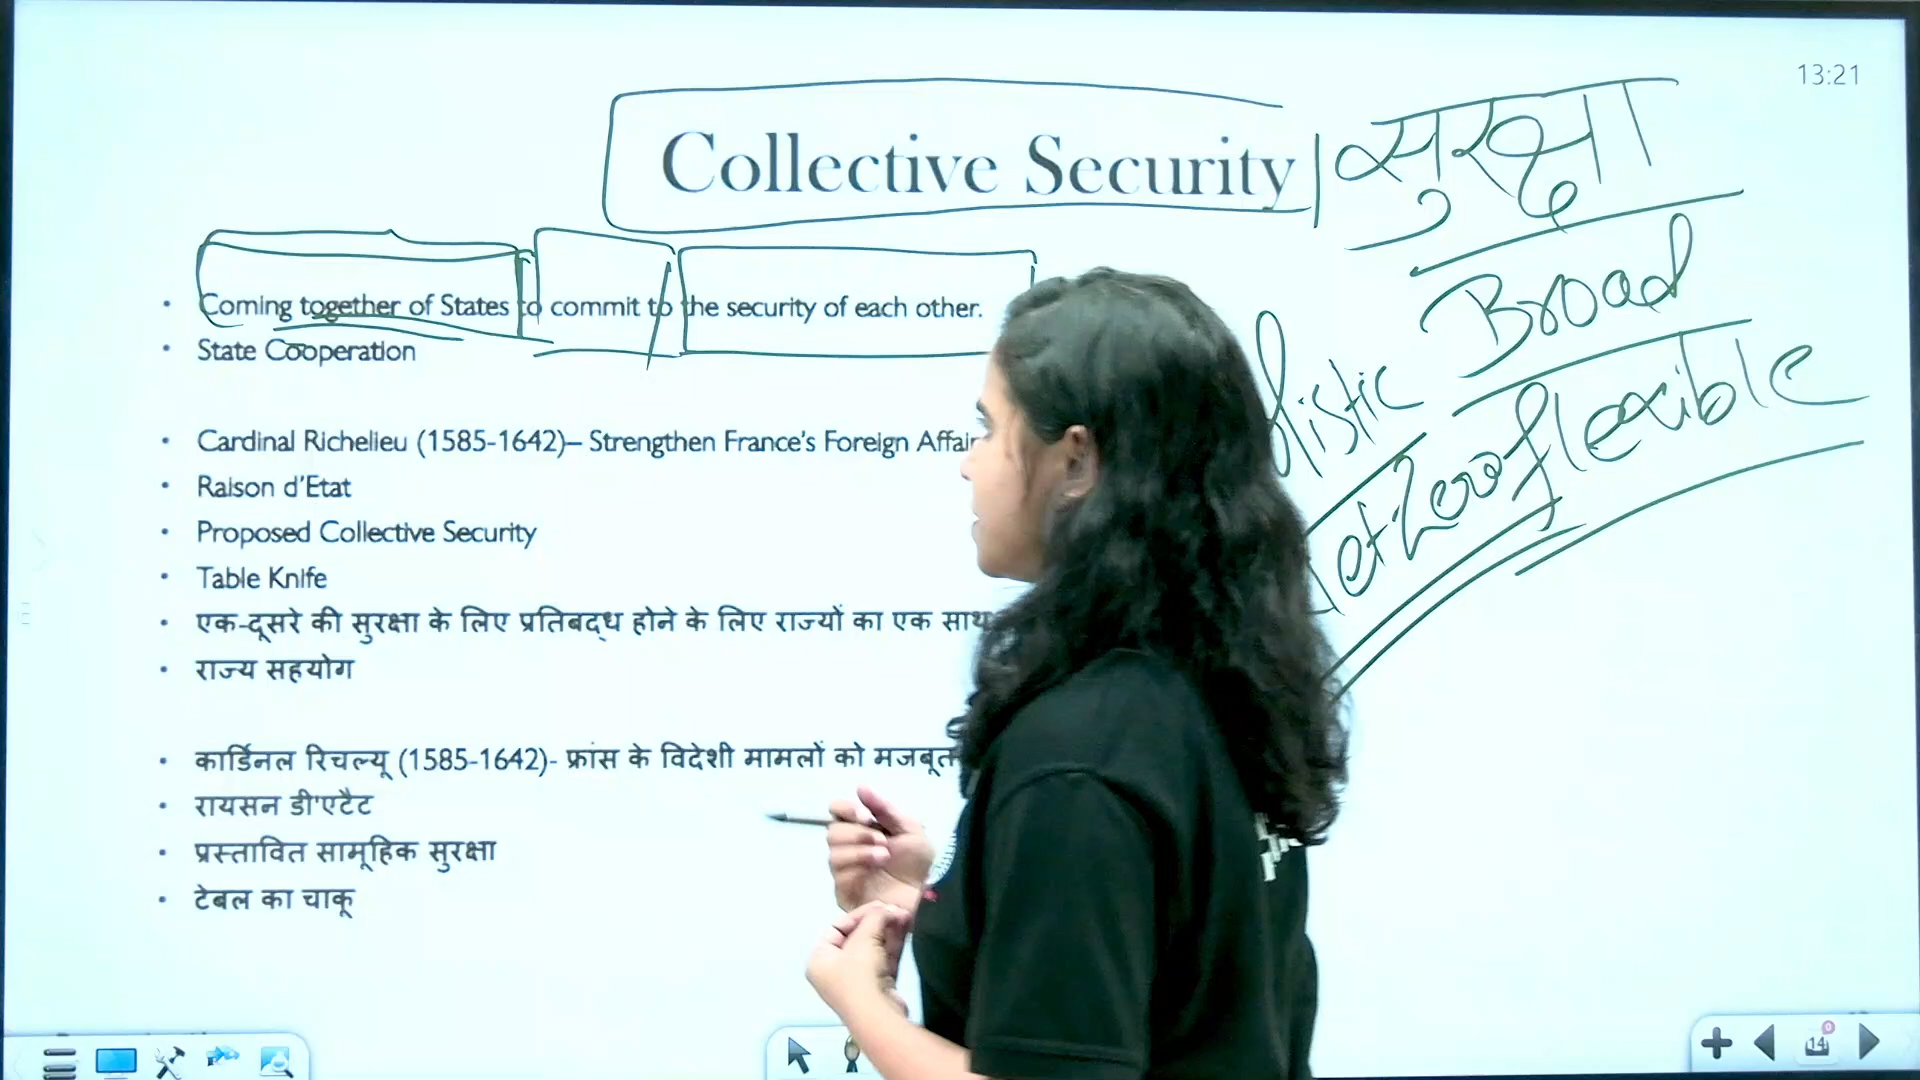 13:21
Collective Security
सुरक्षा
Broad
flexible
Coming together of States to commit to the security of each other.
State Cooperation
Cardinal Richelieu (1585-1642)– Strengthen France's Foreign
Raison d'Etat
Proposed Collective Security
Table Knife
एक-दूसरे की सुरक्षा के लिए प्रतिबद्ध होने के लिए राज्यों का एक
राज्य सहयोग
कार्डिनल रिचल्यू (1585-1642)- फ्रांस के विदेशी मामलों को मजबूत
रायसन डी'एटैट
प्रस्तावित सामूहिक सुरक्षा
टेबल का चाकू
14
0